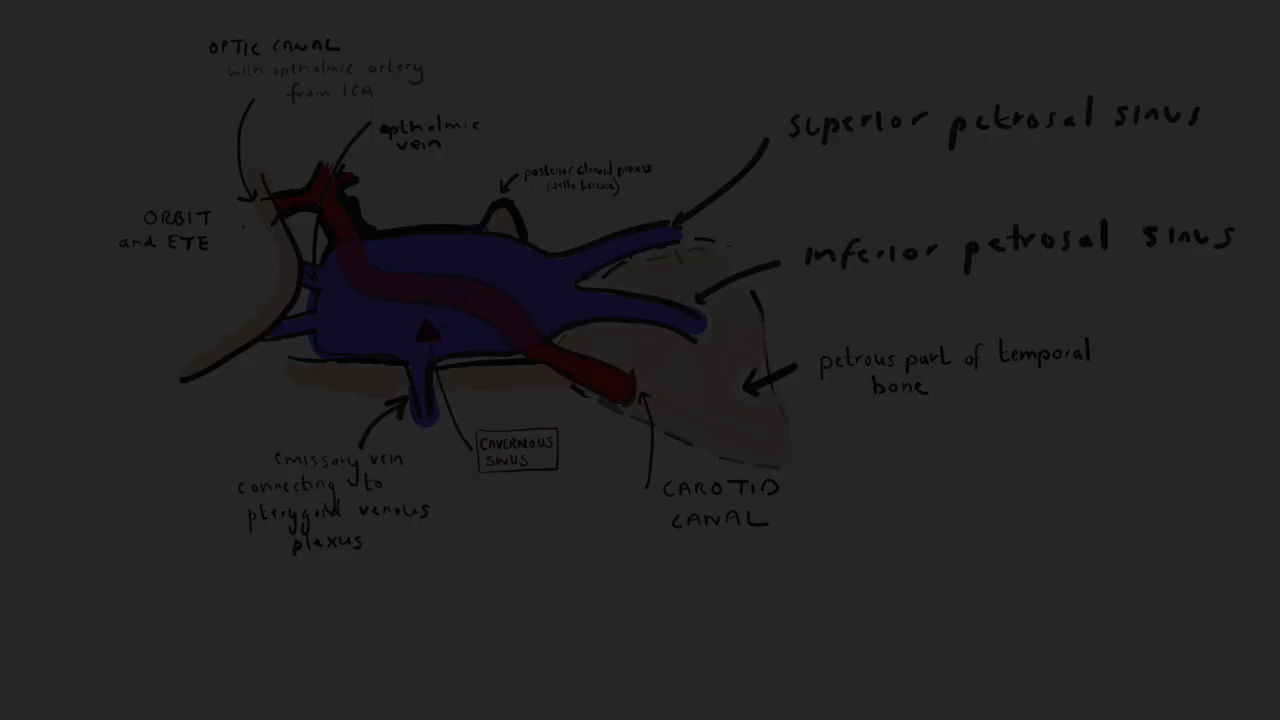 OPTIC CANAL
with opthalmic artery
from ICA
opthalmic
vein
posterior clinoid process
(sella turcica)
superior petrosal sinus
ORBIT
and EYE
inferior petrosal sinus
petrous part of temporal
bone
emissory vein
connecting to
pterygoid venous
plexus
CAVERNOUS
SINUS
CAROTID
CANAL